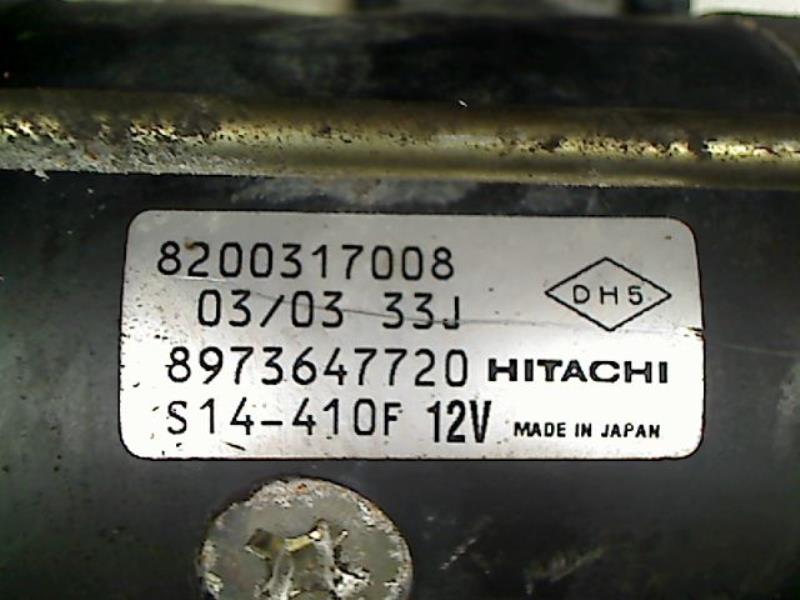 8200317008
DH5
03/03 33J
8973647720 HITACHI
S14-410F 12V MADE IN JAPAN